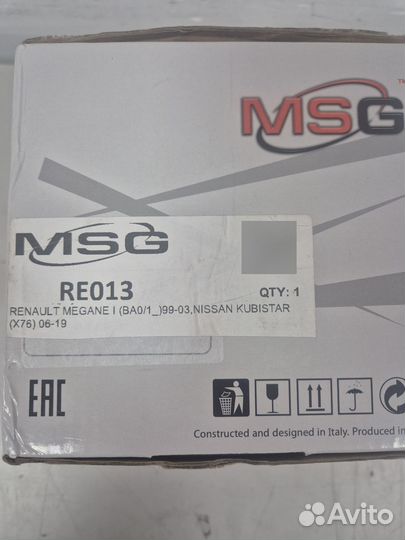 MSG
TM
MSG
RE013
QTY: 1
RENAULT MEGANE I (BA0/1_)99-03,NISSAN KUBISTAR
(X76) 06-19
EAC
Constructed and designed in Italy. Produced in
Avito